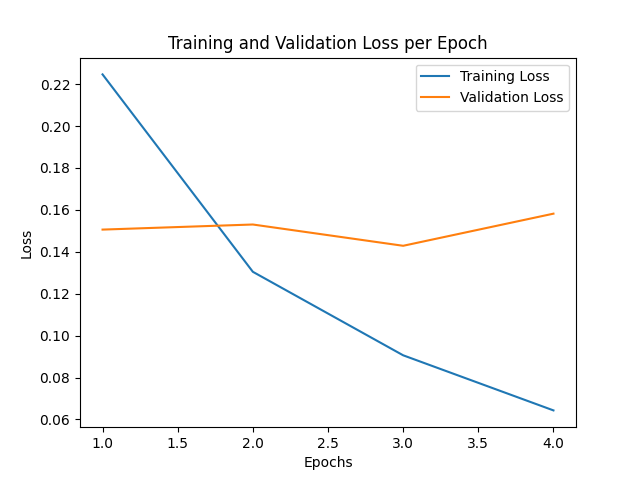 Training and Validation Loss per Epoch
Training Loss
Validation Loss
Loss
0.22
0.20
0.18
0.16
0.14
0.12
0.10
0.08
0.06
1.0 1.5 2.0 2.5 3.0 3.5 4.0
Epochs